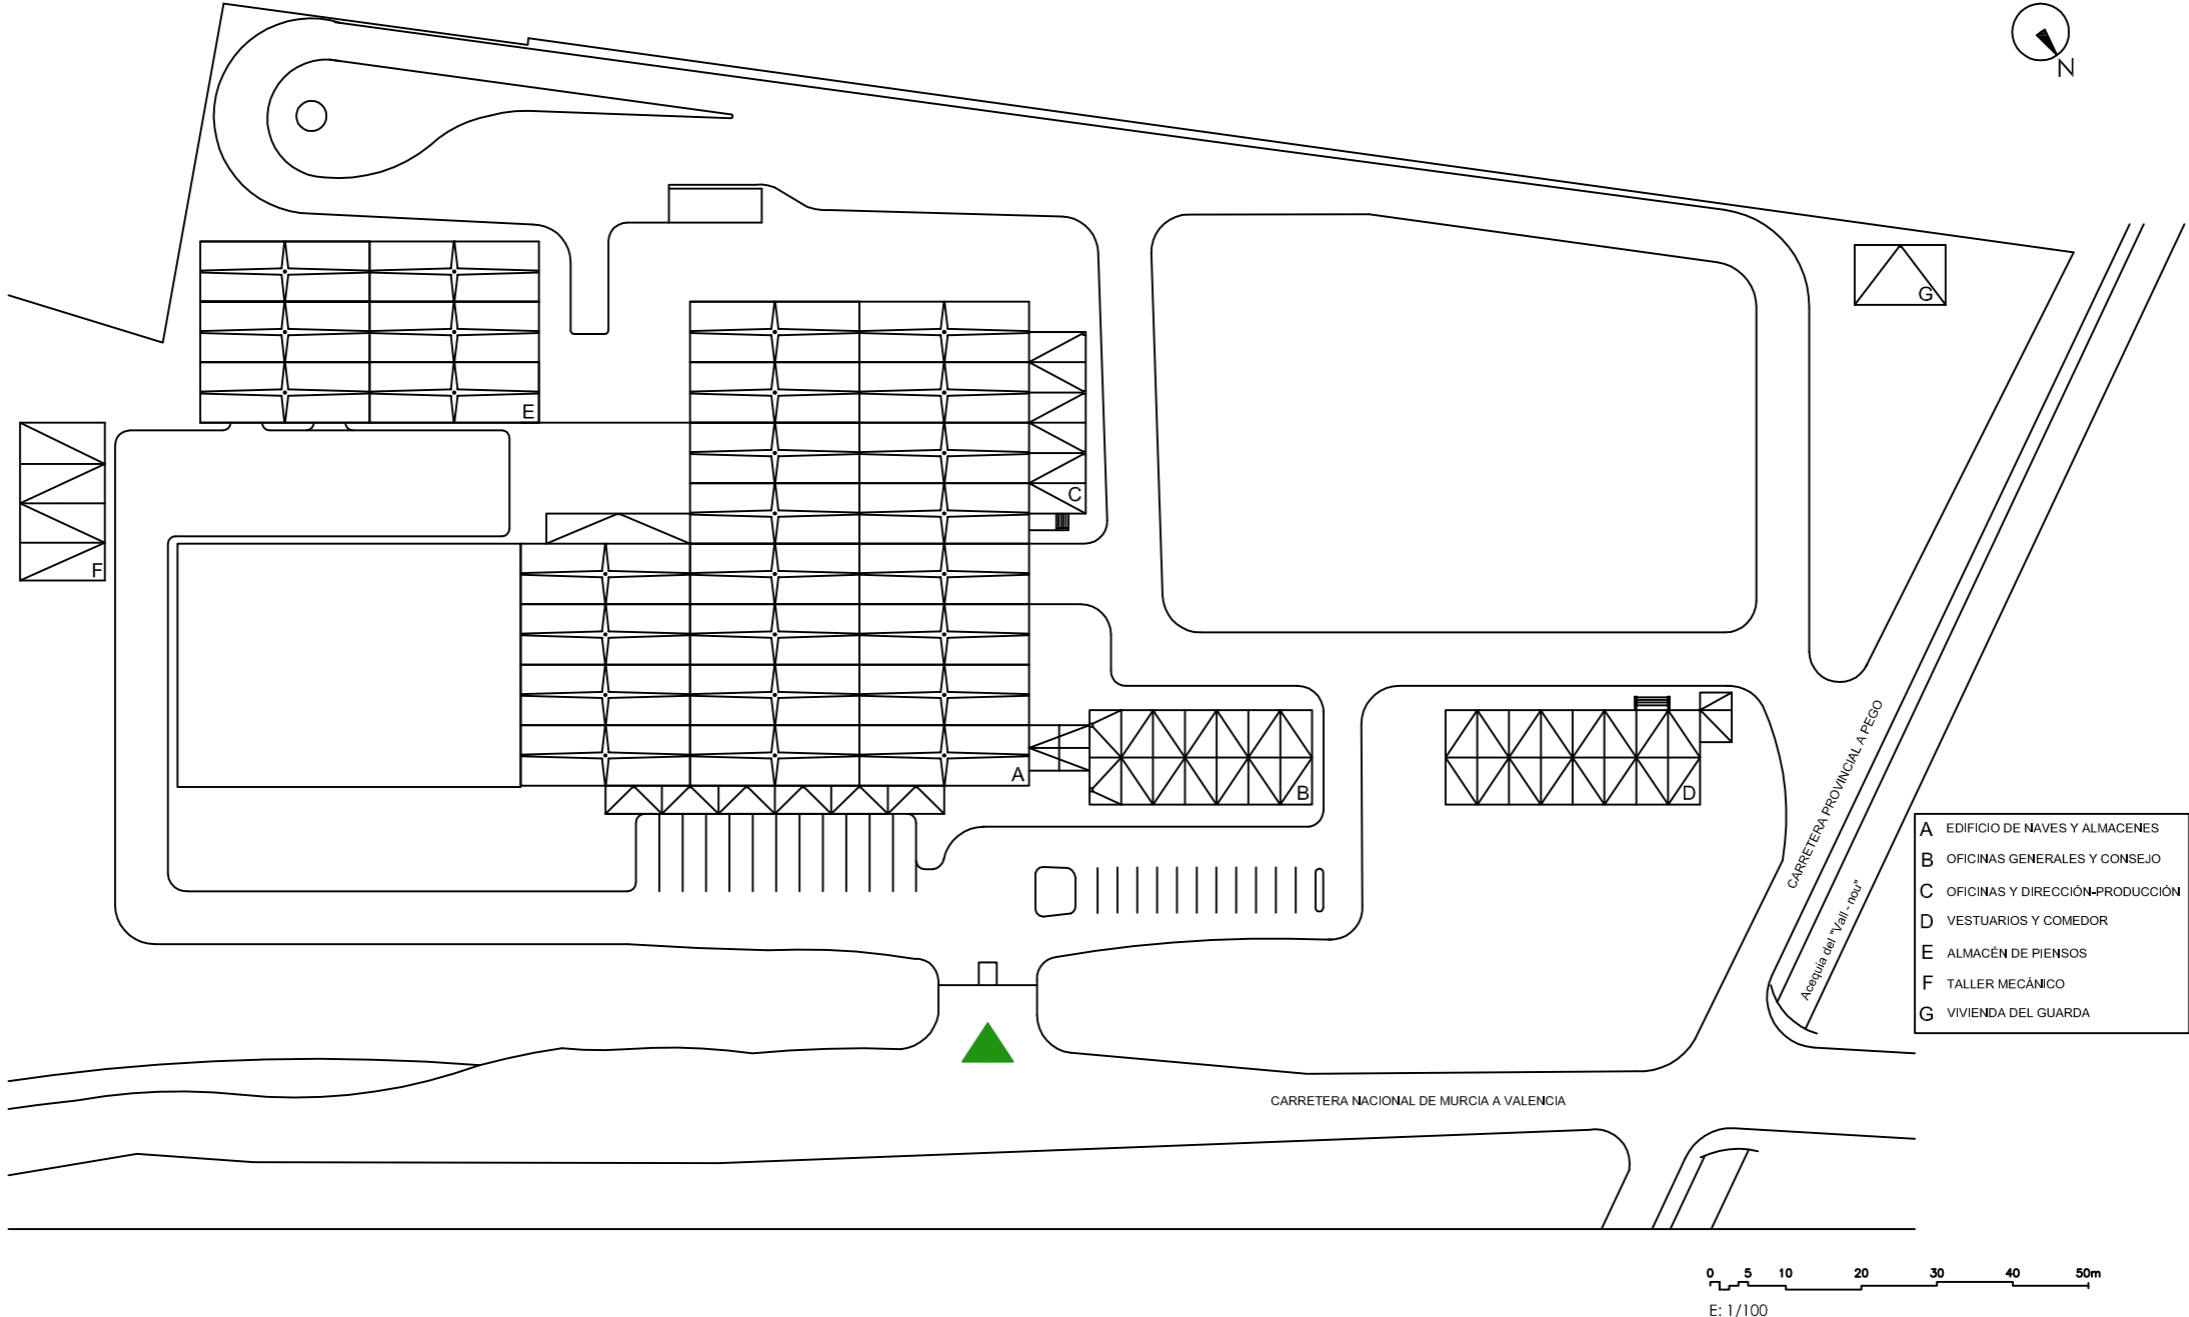 N
G
E
C
F
A
B
D
CARRETERA PROVINCIAL A PEGO
Acequia del "Vall - nou"
A EDIFICIO DE NAVES Y ALMACENES
B OFICINAS GENERALES Y CONSEJO
C OFICINAS Y DIRECCIÓN-PRODUCCIÓN
D VESTUARIOS Y COMEDOR
E ALMACÉN DE PIENSOS
F TALLER MECÁNICO
G VIVIENDA DEL GUARDA
CARRETERA NACIONAL DE MURCIA A VALENCIA
0 5 10 20 30 40 50m
E: 1/100